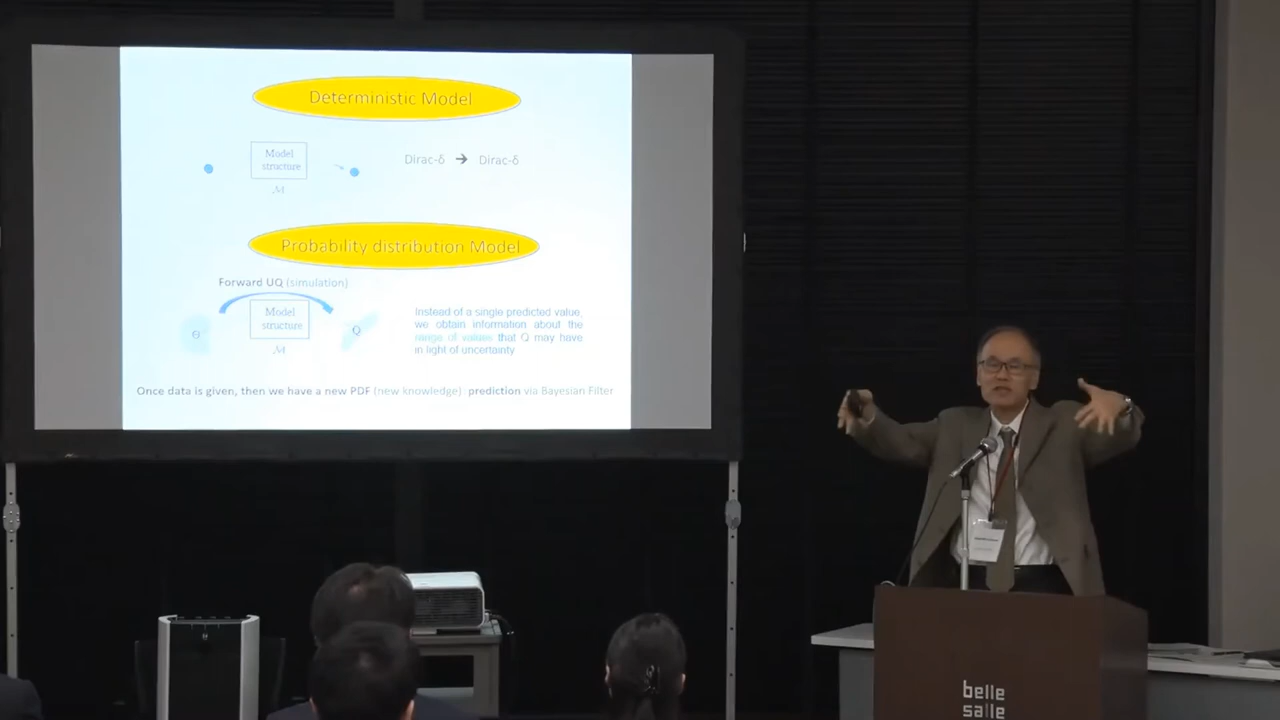 Deterministic Model
Model
structure
Dirac-δ → Dirac-δ
ℳ
Probability distribution Model
Forward UQ (simulation)
Model
structure
Θ
Q
ℳ
Instead of a single predicted value,
we obtain information about the
range of values that Q may have
in light of uncertainty
Once data is given, then we have a new PDF (new knowledge) prediction via Bayesian Filter
belle
salle